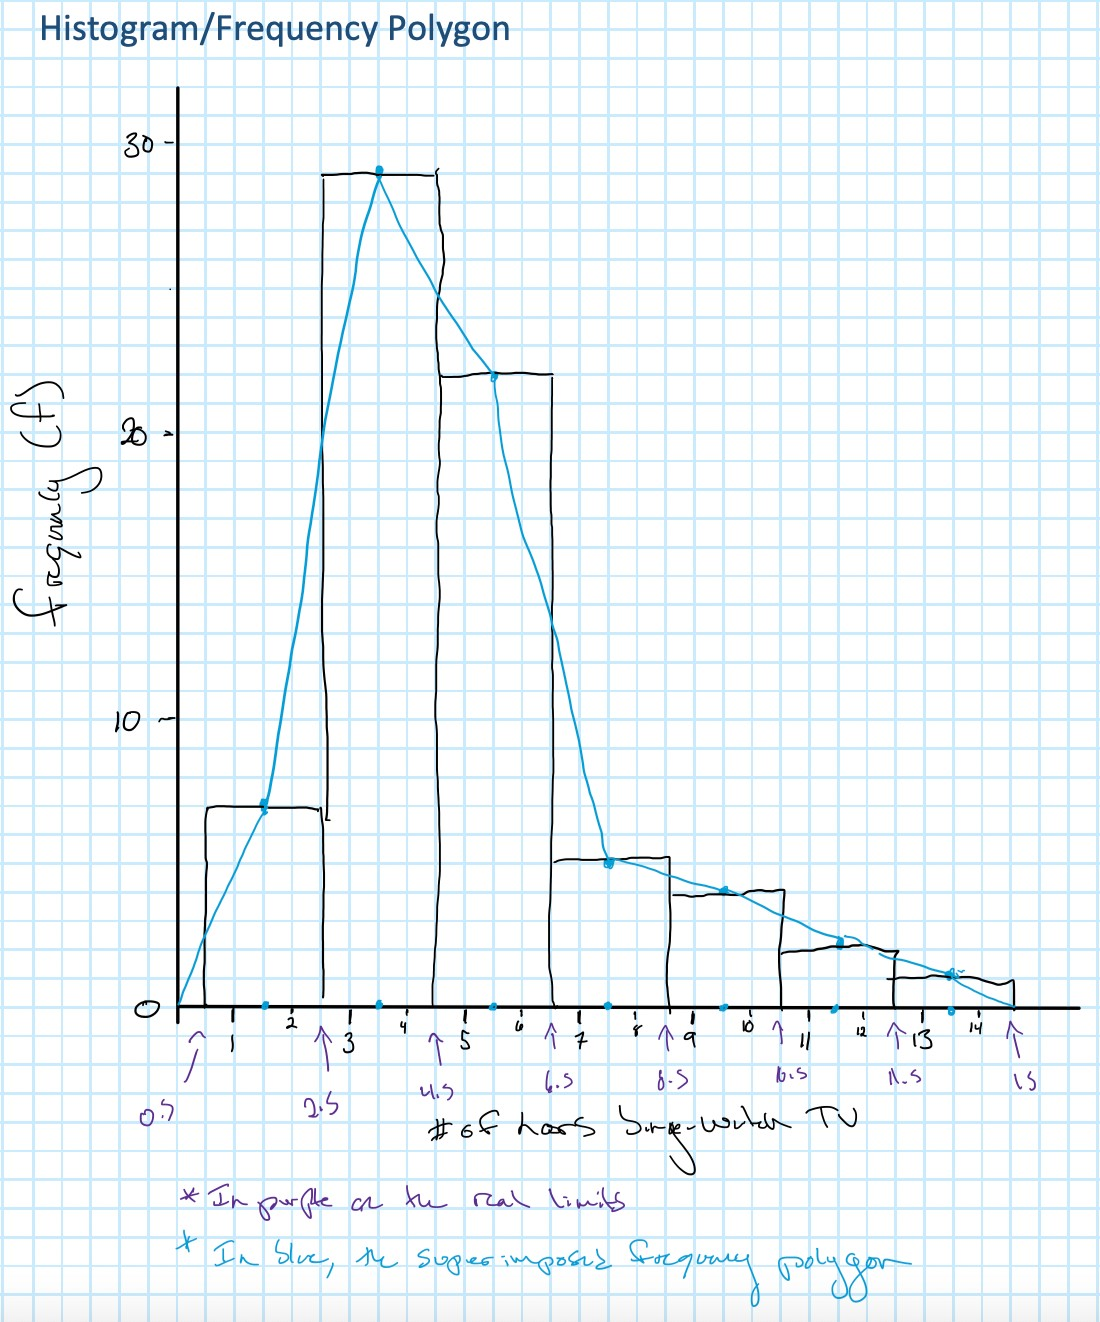 Histogram/Frequency Polygon
30
20
10
0
frequency (f)
1 2 3 4 5 6 7 8 9 10 11 12 13 14
0.5 2.5 4.5 6.5 8.5 10.5 11.5 15
# of hours binge-watch TV
* In purple are the real limits
* In blue, the superimposed frequency polygon